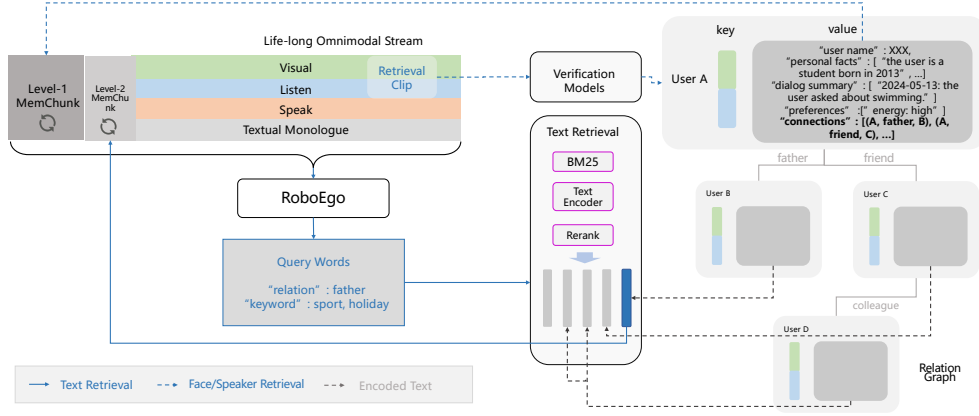 Life-long Omnimodal Stream
Level-1
MemChunk
Level-2
MemChu
nk
Visual
Listen
Speak
Textual Monologue
Retrieval
Clip
RoboEgo
Query Words
“relation” : father
“keyword” : sport, holiday
Verification
Models
Text Retrieval
BM25
Text
Encoder
Rerank
key
value
User A
“user name” : XXX,
“personal facts” : [ “the user is a
student born in 2013” , ...]
“dialog summary” : [ “2024-05-13: the
user asked about swimming.” ]
“preferences” :[“ energy: high” ]
“connections” : [(A, father, B), (A,
friend, C), ...]
father
friend
User B
User C
colleague
User D
Relation
Graph
Text Retrieval
Face/Speaker Retrieval
Encoded Text